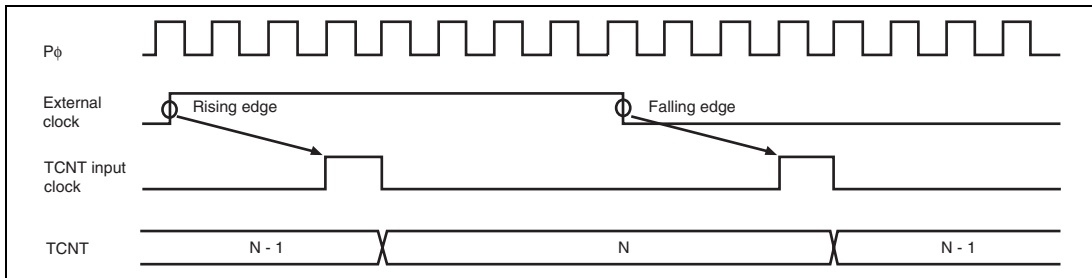 Pφ
External
clock
Rising edge
Falling edge
TCNT input
clock
TCNT
N - 1
N
N - 1